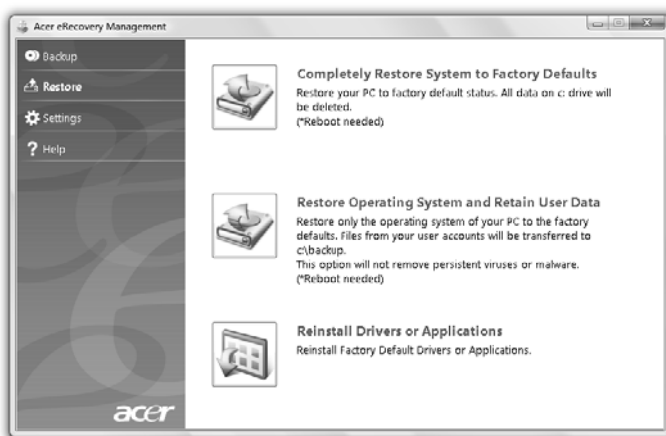 Acer eRecovery Management
Backup
Restore
Settings
? Help
Completely Restore System to Factory Defaults
Restore your PC to factory default status. All data on c: drive will
be deleted.
(*Reboot needed)
Restore Operating System and Retain User Data
Restore only the operating system of your PC to the factory
defaults. Files from your user accounts will be transferred to
c:\backup.
This option will not remove persistent viruses or malware.
(*Reboot needed)
Reinstall Drivers or Applications
Reinstall Factory Default Drivers or Applications.
acer